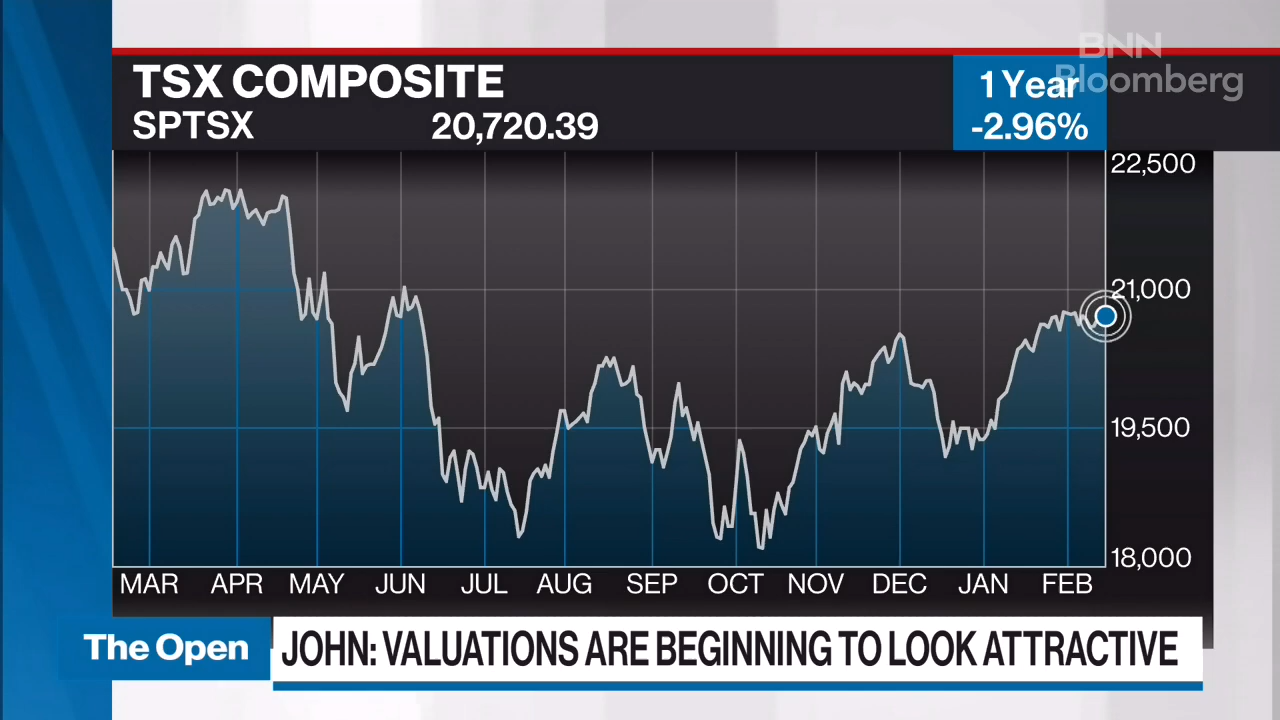 BNN
Bloomberg
TSX COMPOSITE
SPTSX 20,720.39
1 Year
-2.96%
22,500
21,000
19,500
18,000
MAR APR MAY JUN JUL AUG SEP OCT NOV DEC JAN FEB
The Open
JOHN: VALUATIONS ARE BEGINNING TO LOOK ATTRACTIVE